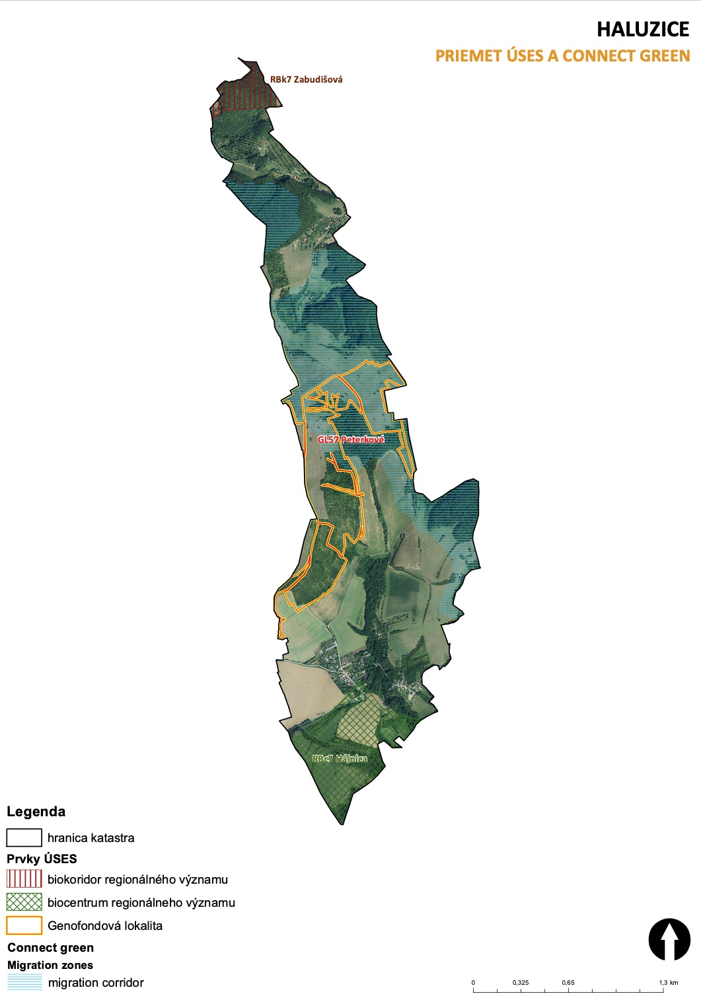 HALUZICE
PRIEMET ÚSES A CONNECT GREEN
RBk7 Zabudišová
GL57 Peterkové
RBc7 Hájnica
Legenda
hranica katastra
Prvky ÚSES
biokoridor regionálného významu
biocentrum regionálneho významu
Genofondová lokalita
Connect green
Migration zones
migration corridor
0 0,325 0,65 1,3 km